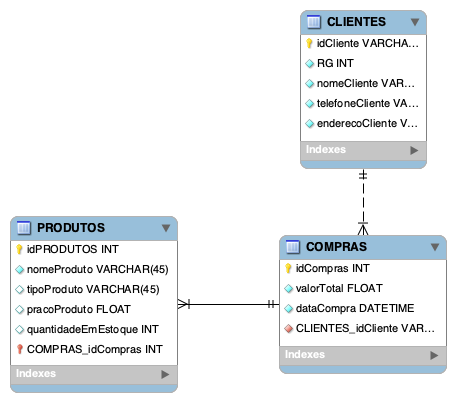 CLIENTES
idCliente VARCHA...
RG INT
nomeCliente VAR...
telefoneCliente VA...
enderecoCliente V...
Indexes
PRODUTOS
idPRODUTOS INT
nomeProduto VARCHAR(45)
tipoProduto VARCHAR(45)
pracoProduto FLOAT
quantidadeEmEstoque INT
COMPRAS_idCompras INT
Indexes
COMPRAS
idCompras INT
valorTotal FLOAT
dataCompra DATETIME
CLIENTES_idCliente VAR...
Indexes